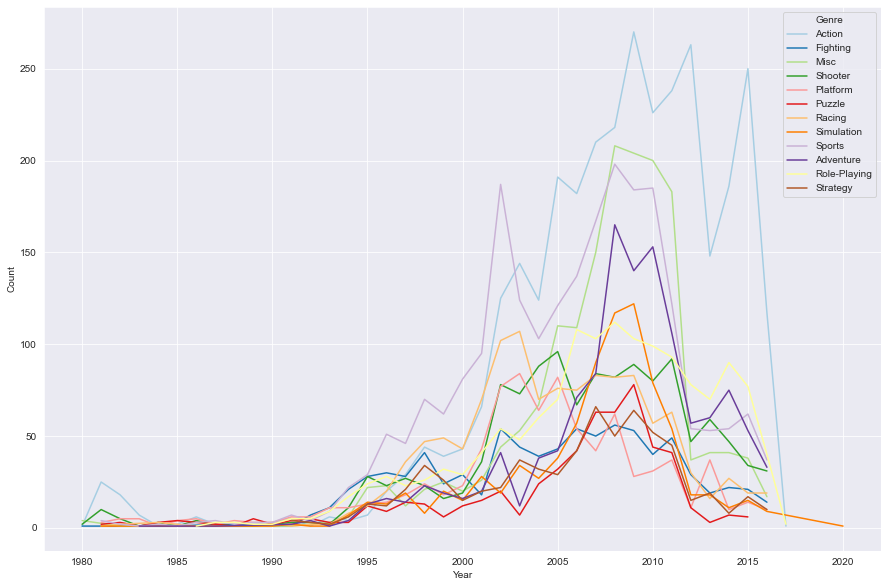 Genre
Action
Fighting
Misc
Shooter
Platform
Puzzle
Racing
Simulation
Sports
Adventure
Role-Playing
Strategy
250
200
150
100
50
0
Count
1980 1985 1990 1995 2000 2005 2010 2015 2020
Year